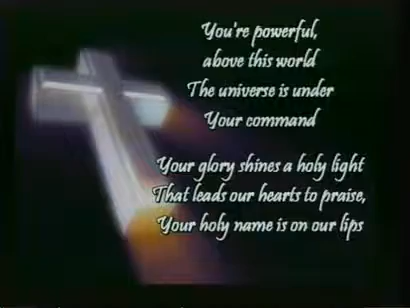 You're powerful,
above this world
The universe is under
Your command
Your glory shines a holy light
That leads our hearts to praise,
Your holy name is on our lips